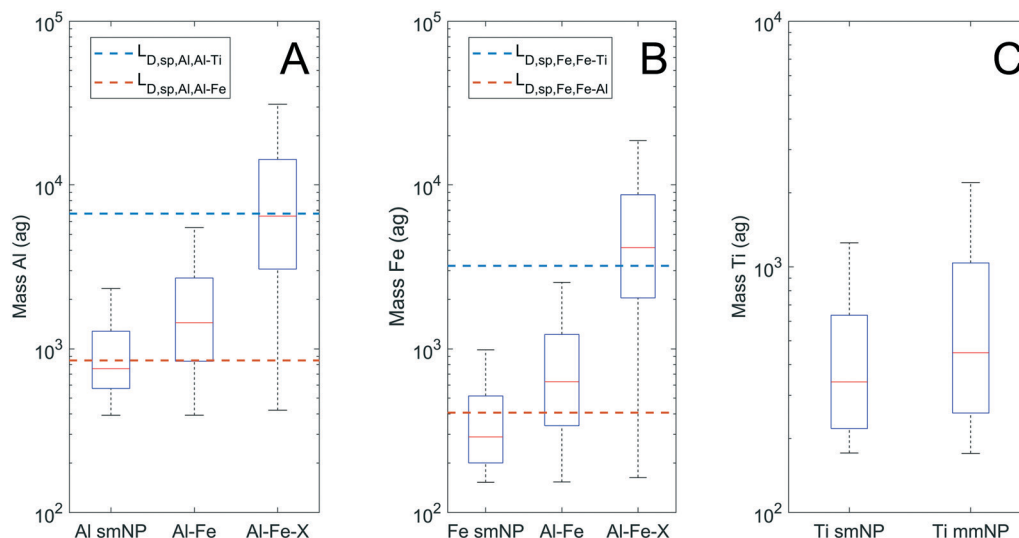 A
L_D,sp,Al,Al-Ti
L_D,sp,Al,Al-Fe
10^5
10^4
10^3
10^2
Mass Al (ag)
Al smNP Al-Fe Al-Fe-X
B
L_D,sp,Fe,Fe-Ti
L_D,sp,Fe,Fe-Al
10^5
10^4
10^3
10^2
Mass Fe (ag)
Fe smNP Al-Fe Al-Fe-X
C
10^4
10^3
10^2
Mass Ti (ag)
Ti smNP Ti mmNP